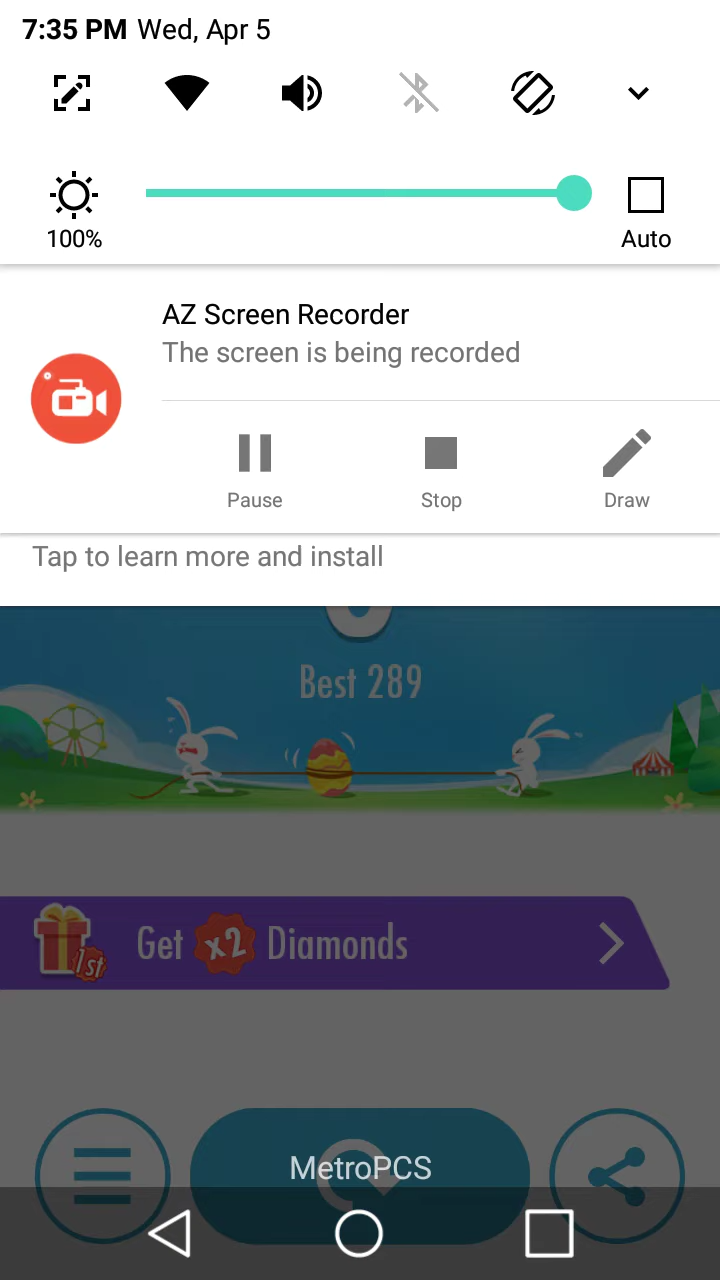 7:35 PM Wed, Apr 5
100%
Auto
AZ Screen Recorder
The screen is being recorded
Pause
Stop
Draw
Tap to learn more and install
Best 289
1st
Get x2 Diamonds
MetroPCS